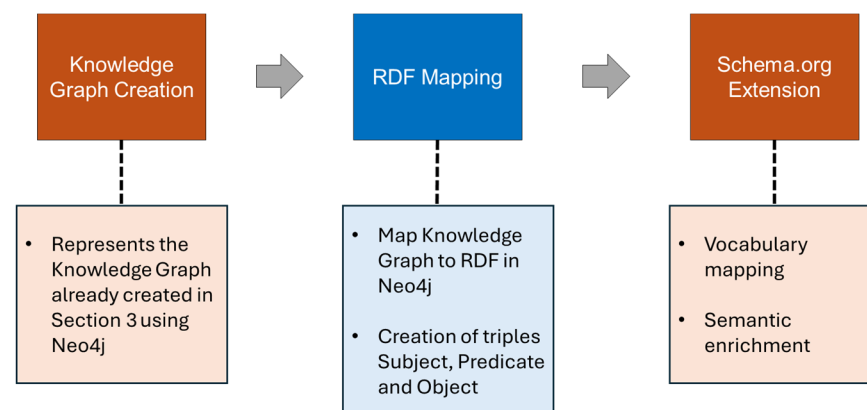 Knowledge
Graph Creation
RDF Mapping
Schema.org
Extension
• Represents the
Knowledge Graph
already created in
Section 3 using
Neo4j
• Map Knowledge
Graph to RDF in
Neo4j
• Creation of triples
Subject, Predicate
and Object
• Vocabulary
mapping
• Semantic
enrichment